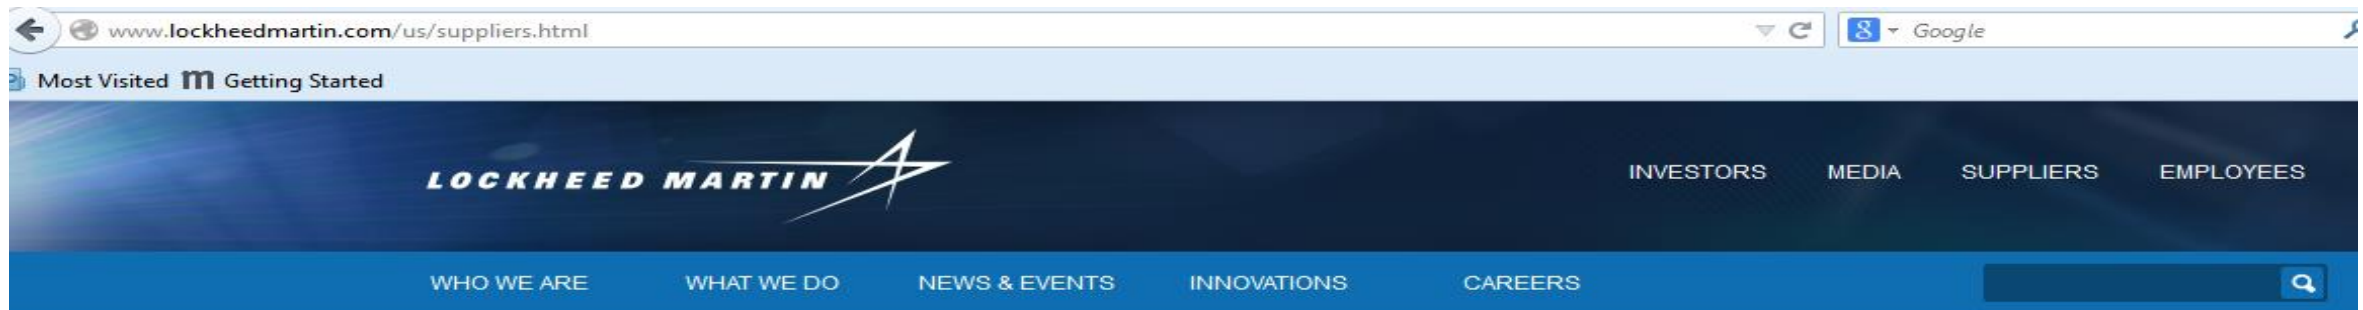 www.lockheedmartin.com/us/suppliers.html
8 Google
Most Visited m Getting Started
LOCKHEED MARTIN
INVESTORS MEDIA SUPPLIERS EMPLOYEES
WHO WE ARE WHAT WE DO NEWS & EVENTS INNOVATIONS CAREERS